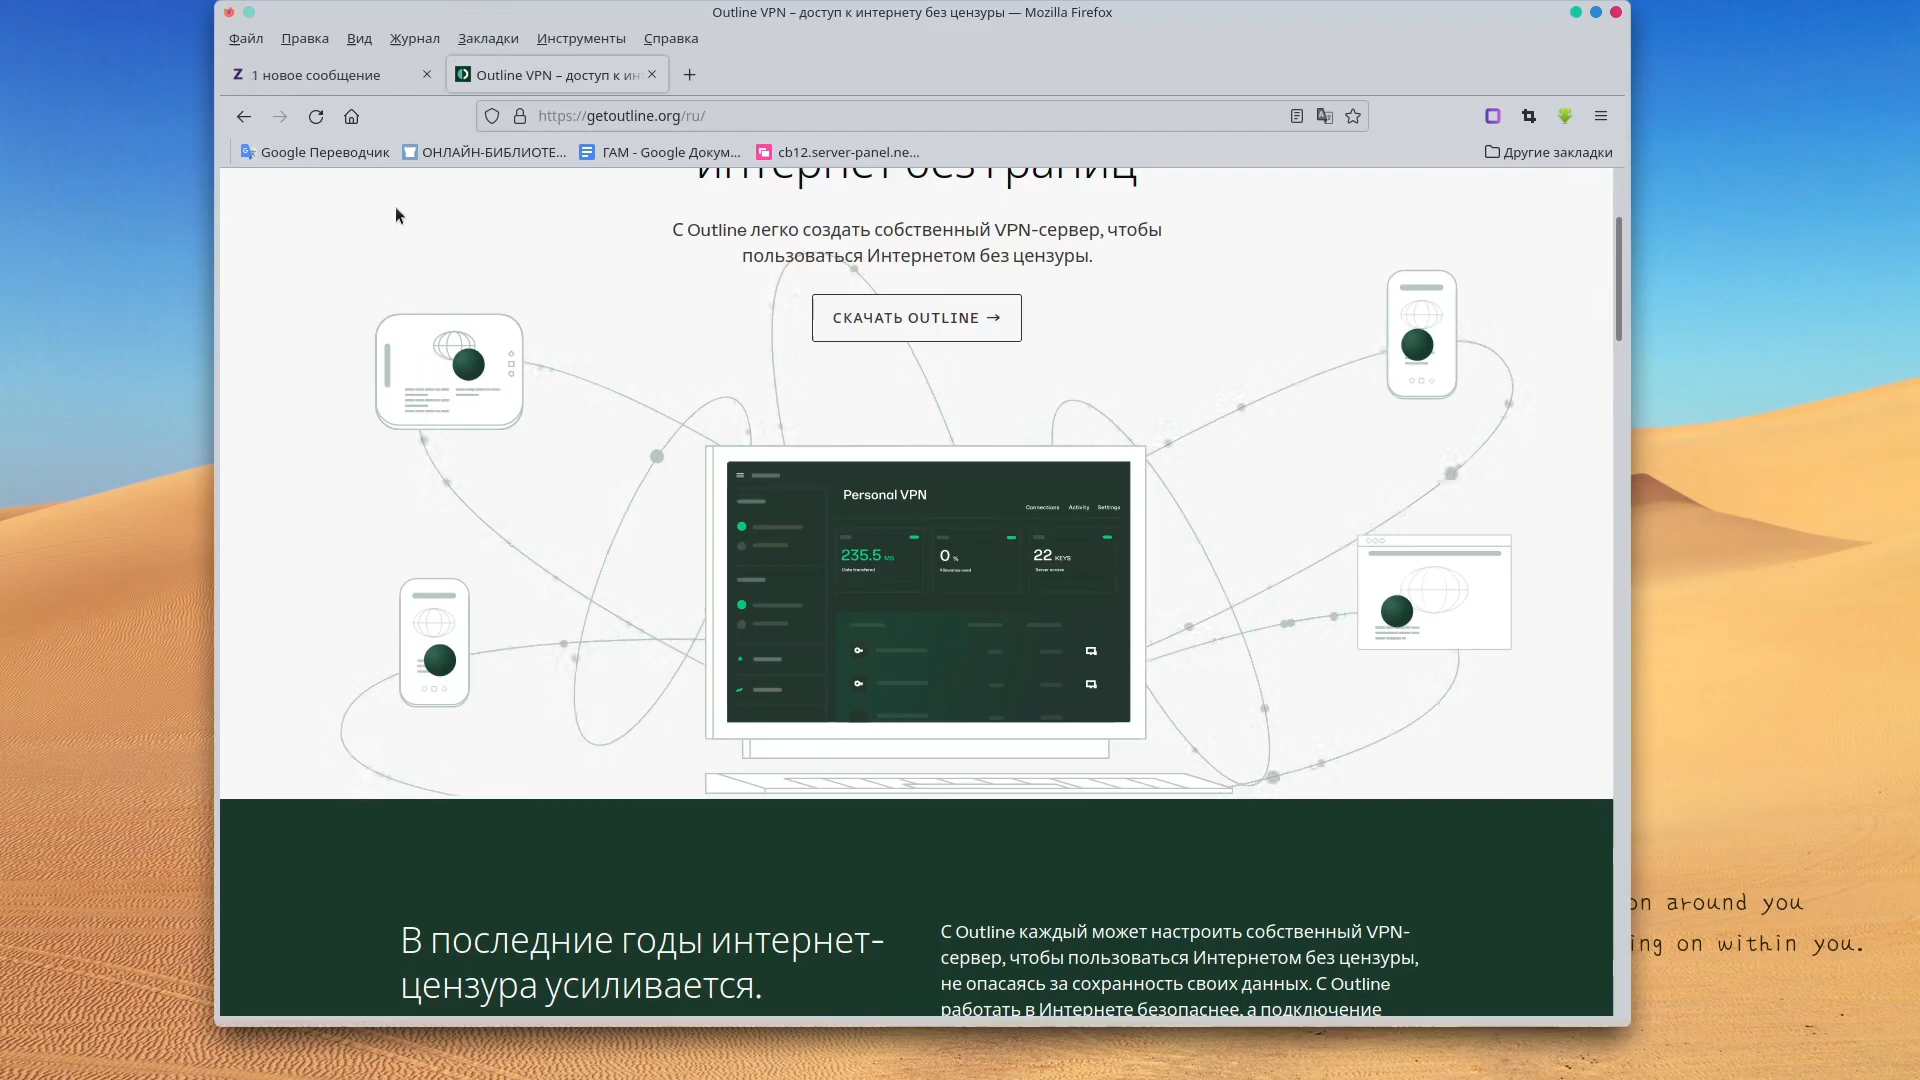 Outline VPN – доступ к интернету без цензуры — Mozilla Firefox
Файл Правка Вид Журнал Закладки Инструменты Справка
1 новое сообщение
Outline VPN – доступ к ин
https://getoutline.org/ru/
Google Переводчик ОНЛАЙН-БИБЛИОТЕ... ГАМ - Google Докум... cb12.server-panel.ne... Другие закладки
интернет без границ
С Outline легко создать собственный VPN-сервер, чтобы
пользоваться Интернетом без цензуры.
СКАЧАТЬ OUTLINE →
Personal VPN
Connections Activity Settings
235.5 MB 0 % 22 KEYS
Data transferred Allowance used Server access
В последние годы интернет-
цензура усиливается.
С Outline каждый может настроить собственный VPN-
сервер, чтобы пользоваться Интернетом без цензуры,
не опасаясь за сохранность своих данных. С Outline
работать в Интернете безопаснее, а подключение
on around you
ing on within you.